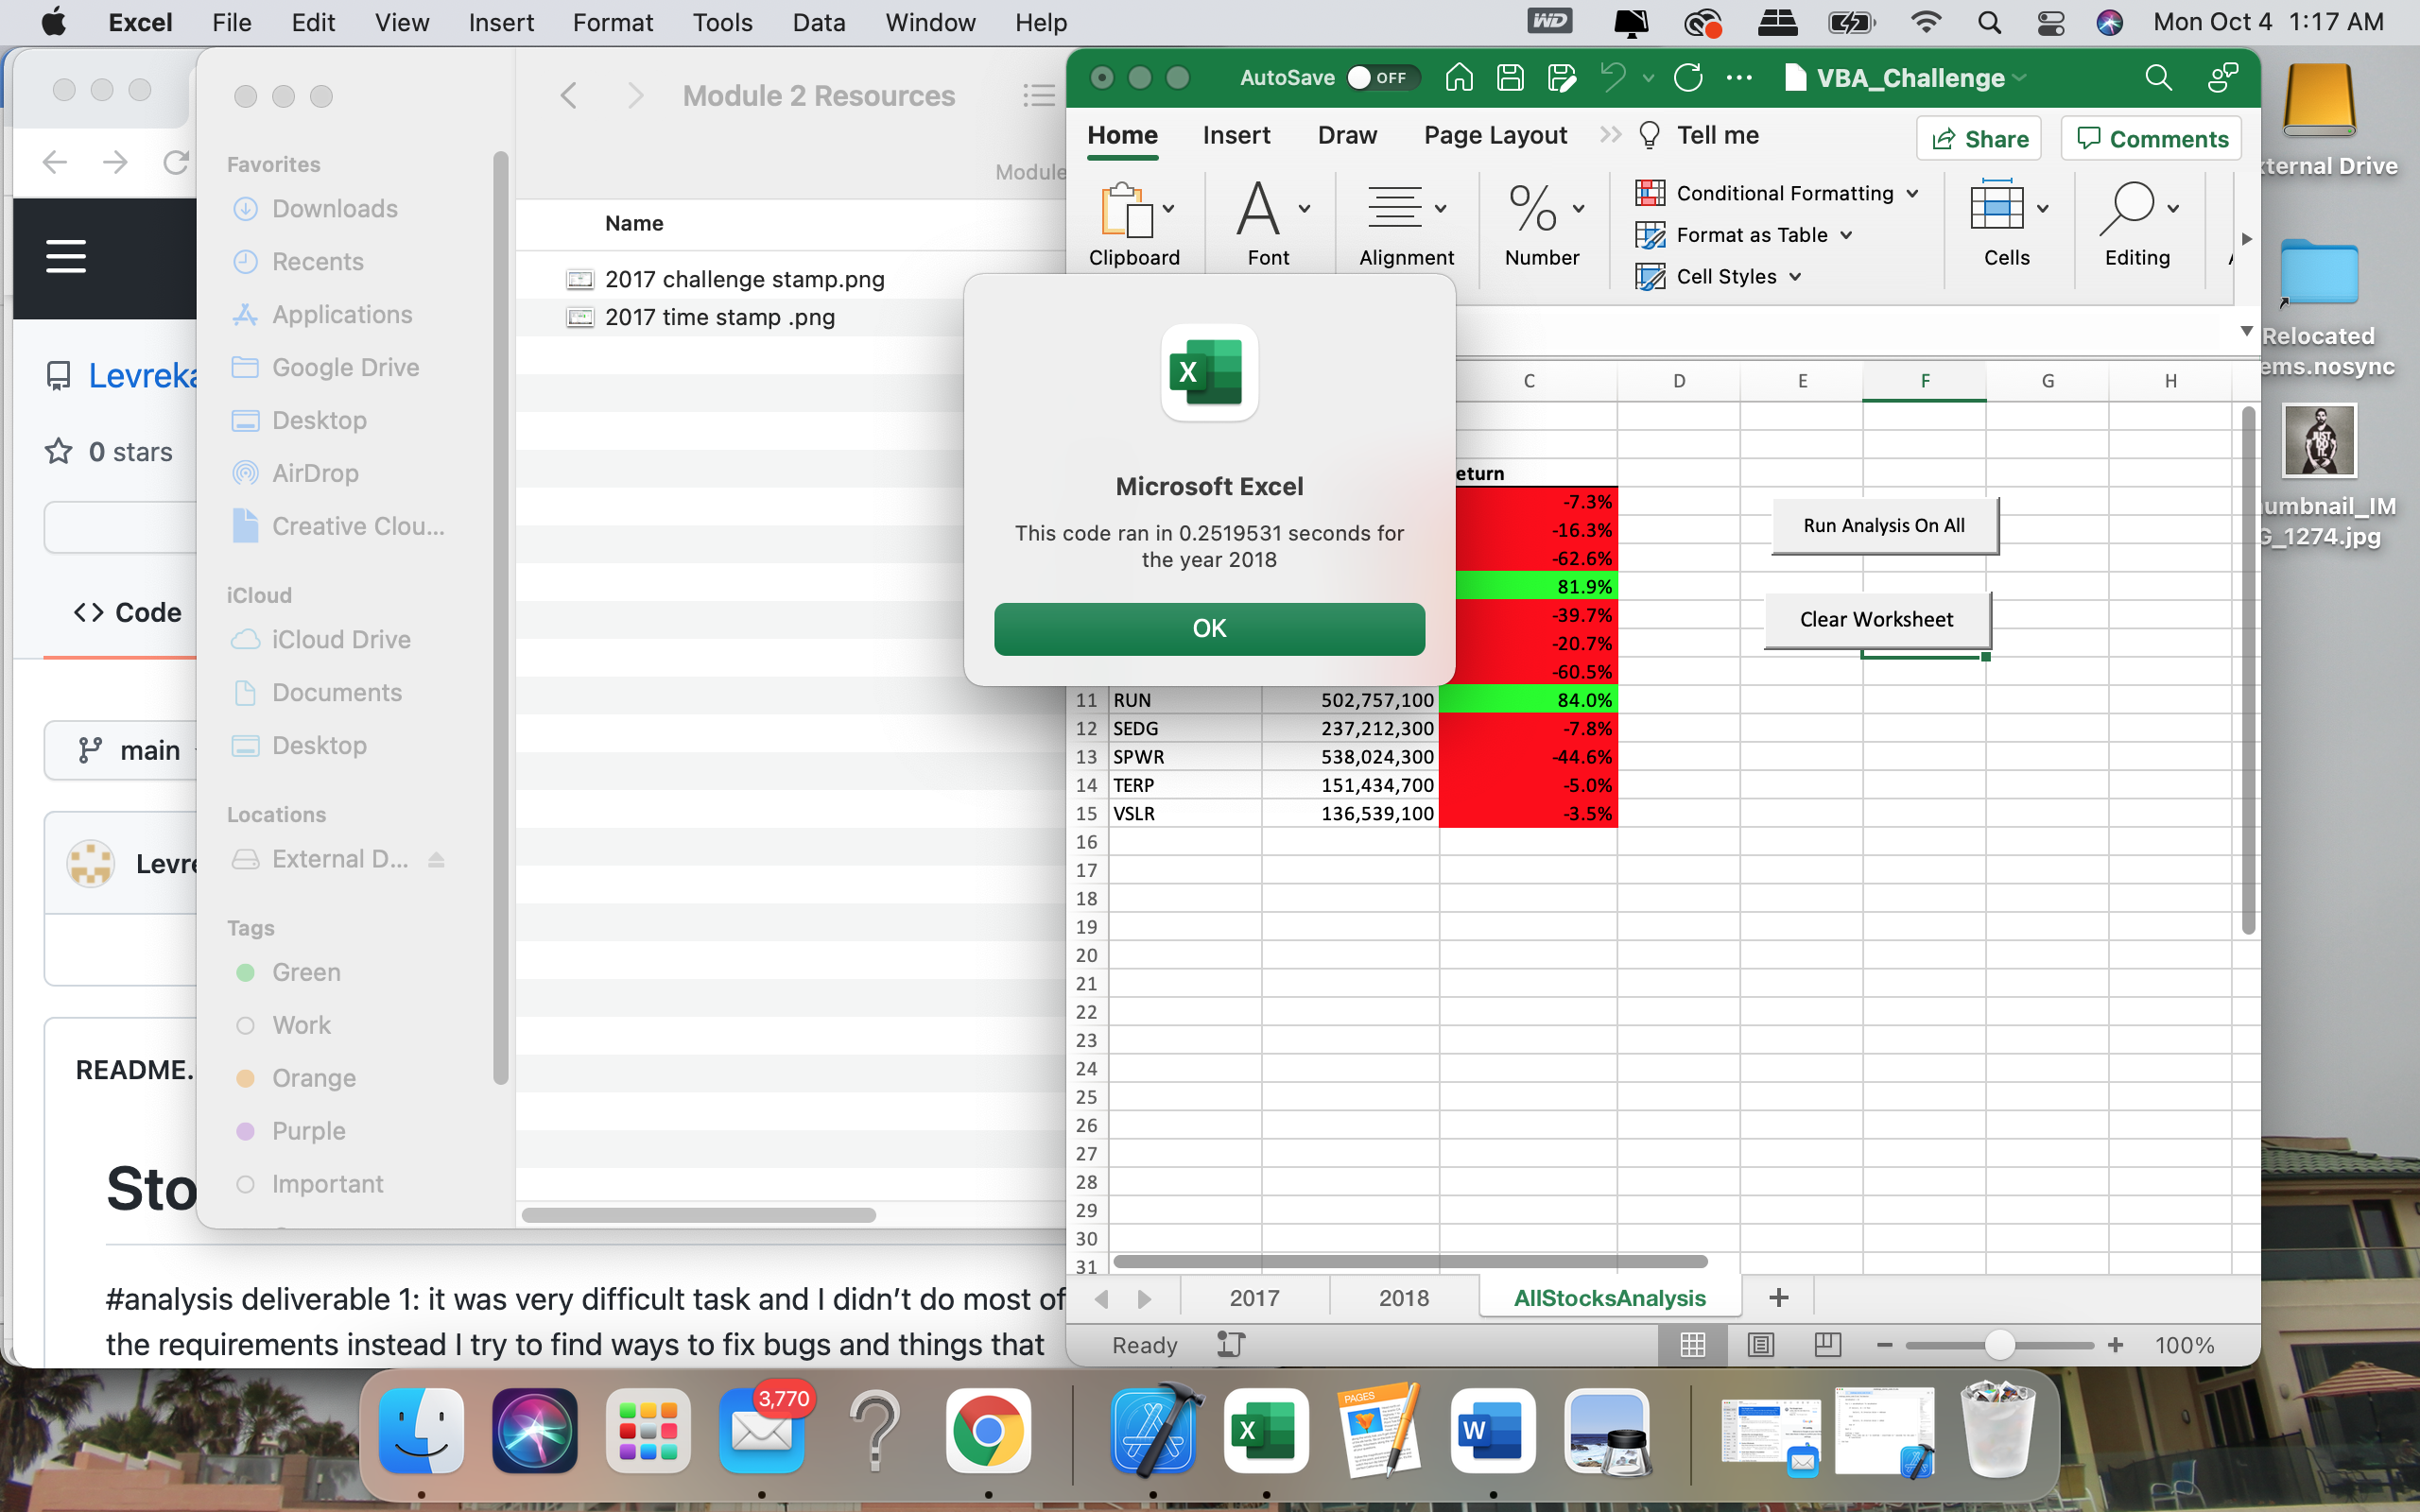 Excel File Edit View Insert Format Tools Data Window Help
WD
Mon Oct 4 1:17 AM
Levreka
0 stars
Code
main
Levre
README.
Sto
#analysis deliverable 1: it was very difficult task and I didn't do most of
the requirements instead I try to find ways to fix bugs and things that
Favorites
Downloads
Recents
Applications
Google Drive
Desktop
AirDrop
Creative Clou...
iCloud
iCloud Drive
Documents
Desktop
Locations
External D...
Tags
Green
Work
Orange
Purple
Important
Module 2 Resources
Module
Name
2017 challenge stamp.png
2017 time stamp .png
AutoSave OFF
VBA_Challenge
Home Insert Draw Page Layout Tell me
Share
Comments
Clipboard
Font
Alignment
Number
Conditional Formatting
Format as Table
Cell Styles
Cells
Editing
Microsoft Excel
This code ran in 0.2519531 seconds for
the year 2018
OK
C D E F G H
eturn
-7.3%
-16.3%
-62.6%
81.9%
-39.7%
-20.7%
-60.5%
11 RUN 502,757,100 84.0%
12 SEDG 237,212,300 -7.8%
13 SPWR 538,024,300 -44.6%
14 TERP 151,434,700 -5.0%
15 VSLR 136,539,100 -3.5%
16
17
18
19
20
21
22
23
24
25
26
27
28
29
30
31
Run Analysis On All
Clear Worksheet
2017 2018 AllStocksAnalysis
Ready
100%
xternal Drive
Relocated
ems.nosync
umbnail_IM
G_1274.jpg
JUST
DO
IT.
3,770
PAGES